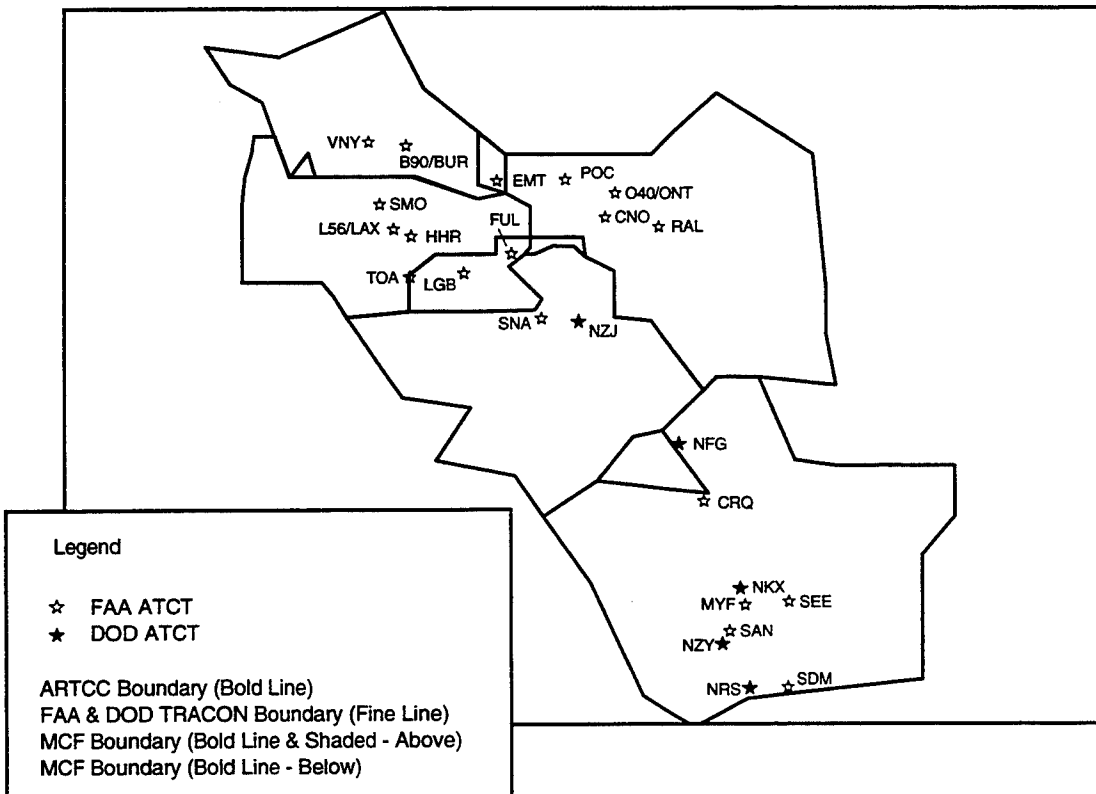 VNY
B90/BUR
EMT
POC
O40/ONT
SMO
CNO
FUL
L56/LAX
HHR
RAL
TOA
LGB
SNA
NZJ
NFG
CRQ
NKX
MYF
SEE
SAN
NZY
NRS
SDM
Legend
FAA ATCT
DOD ATCT
ARTCC Boundary (Bold Line)
FAA & DOD TRACON Boundary (Fine Line)
MCF Boundary (Bold Line & Shaded - Above)
MCF Boundary (Bold Line - Below)